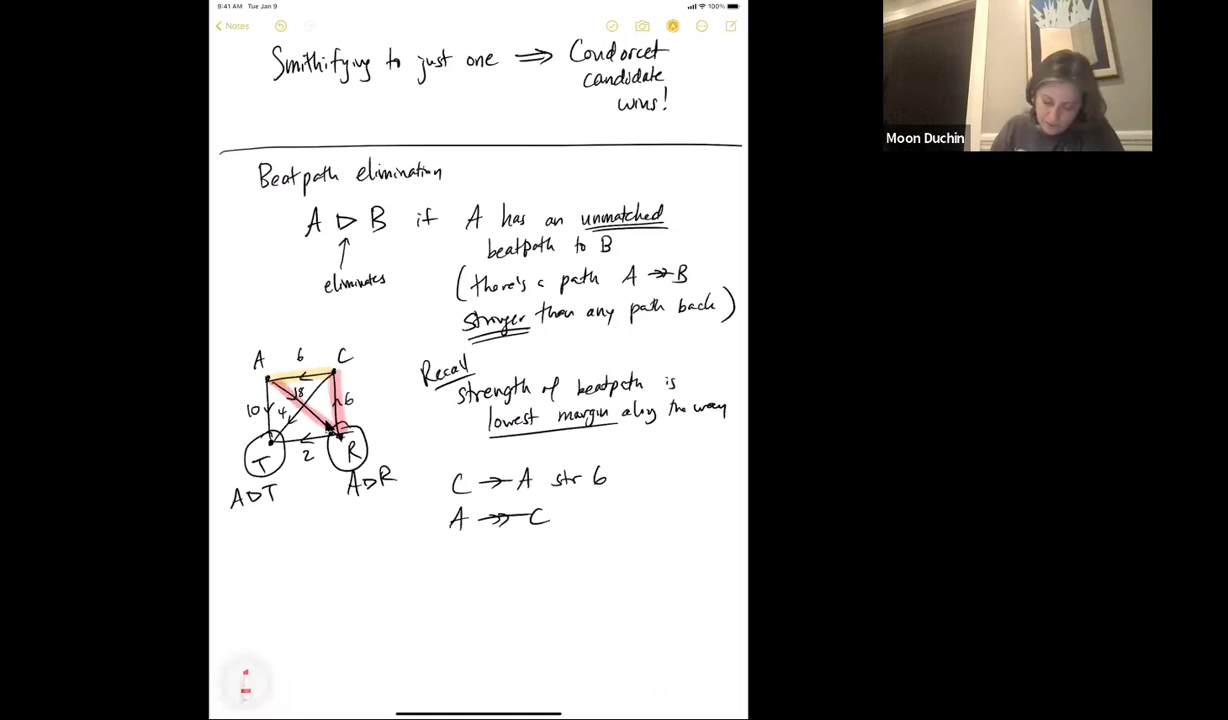 9:41 AM Tue Jan 9
100%
Notes
Smithifying to just one ⟹ Condorcet
candidate
wins!
Moon Duchin
Beatpath elimination
A ▷ B if A has an unmatched
beatpath to B
eliminates
(there's a path A ↠ B
stronger than any path back)
A 6 C
Recall
strength of beatpath is
lowest margin along the way
10 4 18 6
T 2 R
A▷T A▷R
C → A str 6
A ↠ C